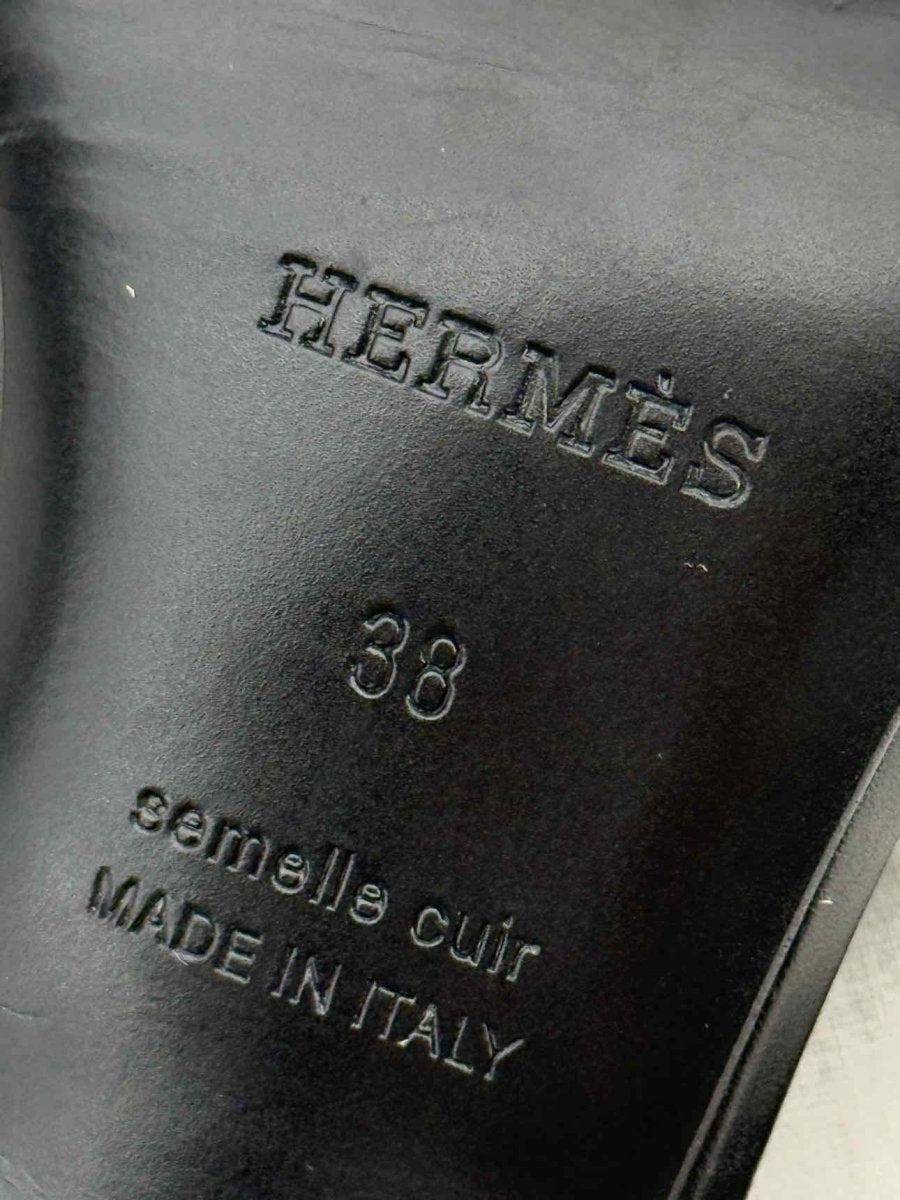 HERMÈS
38
semelle cuir
MADE IN ITALY